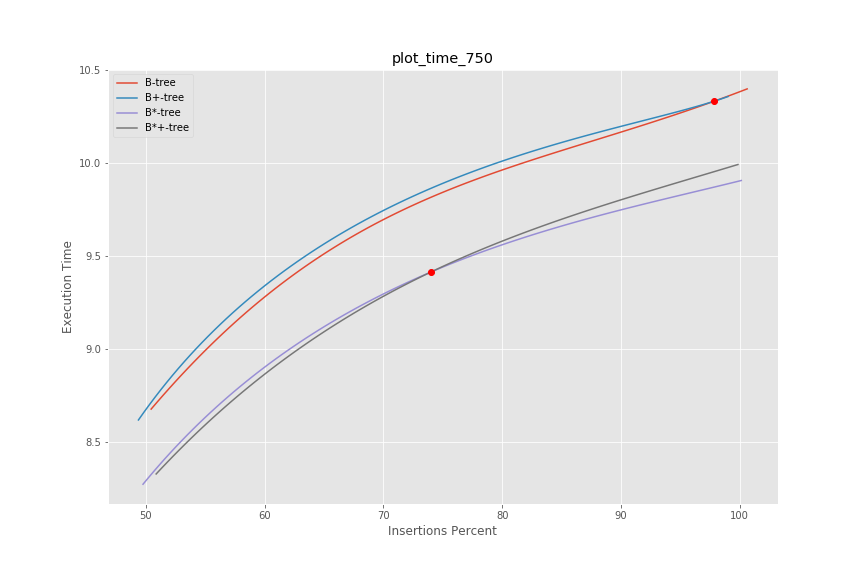 plot_time_750
B-tree
B+-tree
B*-tree
B*+-tree
10.5
10.0
9.5
9.0
8.5
Execution Time
50 60 70 80 90 100
Insertions Percent